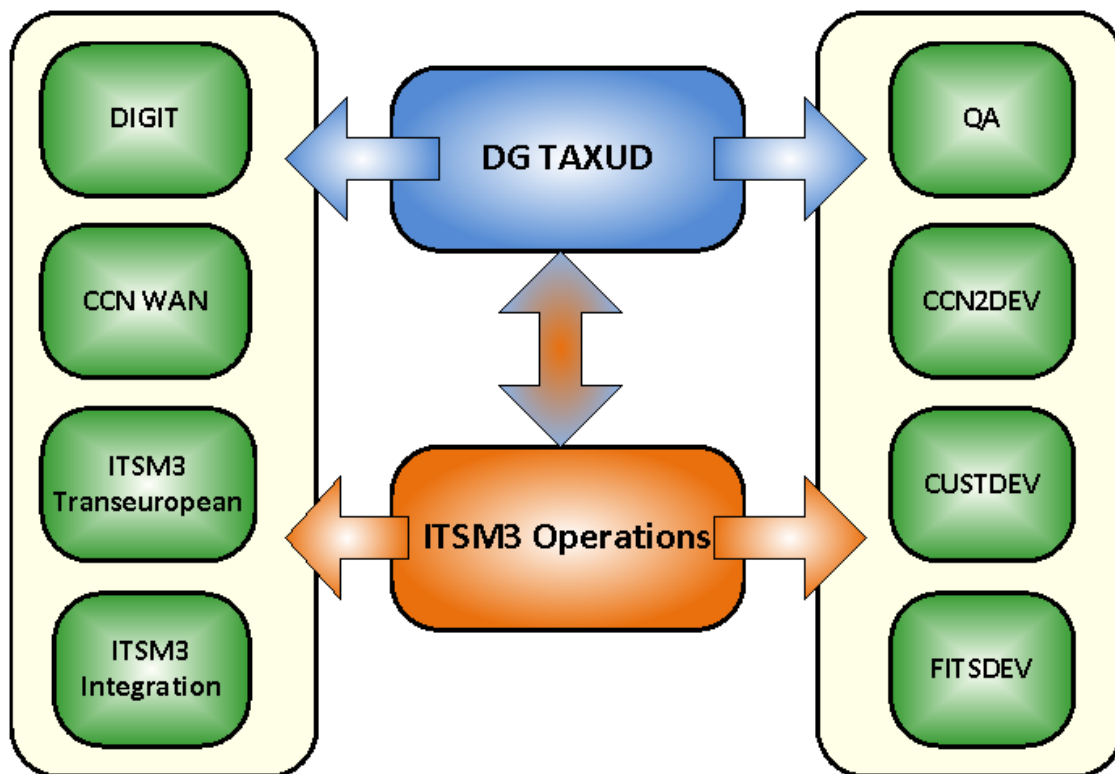 DIGIT
CCN WAN
ITSM3
Transeuropean
ITSM3
Integration
DG TAXUD
ITSM3 Operations
QA
CCN2DEV
CUSTDEV
FITSDEV